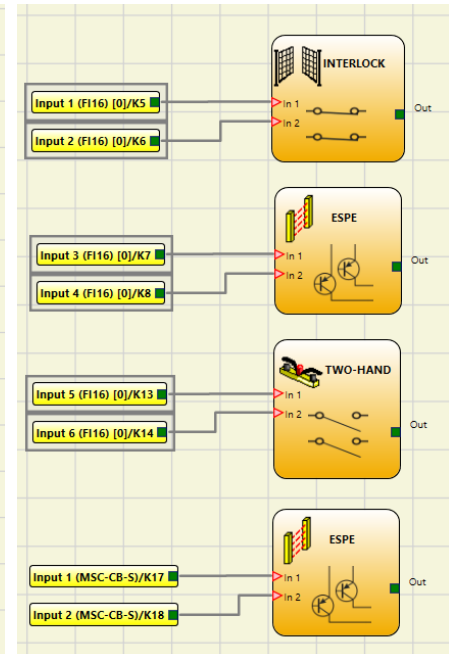 INTERLOCK
Input 1 (FI16) [0]/K5
In 1
Out
Input 2 (FI16) [0]/K6
In 2
ESPE
Input 3 (FI16) [0]/K7
In 1
Out
Input 4 (FI16) [0]/K8
In 2
TWO-HAND
Input 5 (FI16) [0]/K13
In 1
Input 6 (FI16) [0]/K14
In 2
Out
ESPE
Input 1 (MSC-CB-S)/K17
In 1
Out
Input 2 (MSC-CB-S)/K18
In 2